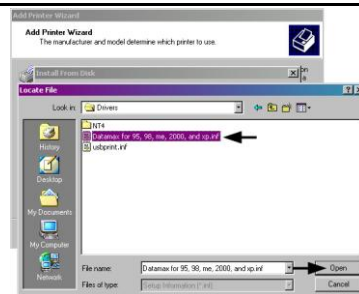 Add Printer Wizard
Add Printer Wizard
The manufacturer and model determine which printer to use.
Install From Disk
Locate File
Look in:
Drivers
NT4
Datamax for 95, 98, me, 2000, and xp.inf
usbprint.inf
History
Desktop
My Documents
My Computer
Network
File name:
Datamax for 95, 98, me, 2000, and xp.inf
Open
Files of type:
Setup Information (*.inf)
Cancel